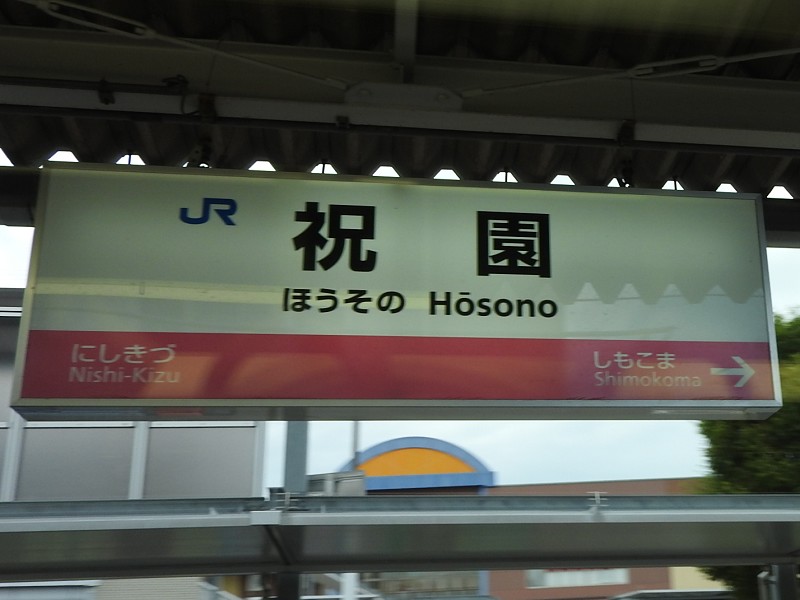 JR 祝園
ほうその Hōsono
にしきづ しもこま →
Nishi-Kizu Shimokoma